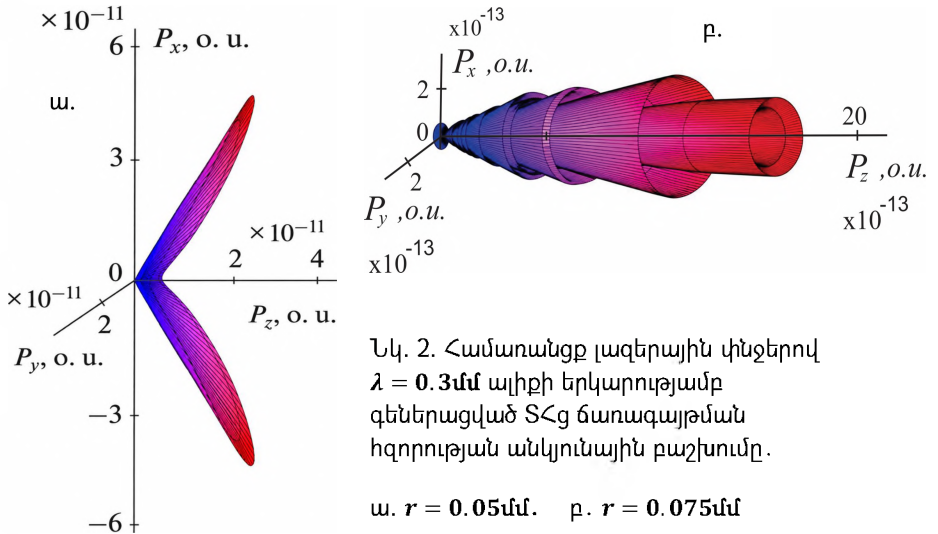 × 10⁻¹¹
6
Pₓ, o. u.
ա.
3
× 10⁻¹¹
0
2
4
× 10⁻¹¹
2
P_z, o. u.
P_y, o. u.
−3
−6
x10⁻¹³
բ.
Pₓ ,o.u.
2
0
20
2
P_z ,o.u.
P_y ,o.u.
x10⁻¹³
x10⁻¹³
Նկ. 2. Համառանցք լազերային փնջերով
λ = 0.3մմ ալիքի երկարությամբ
գեներացված ՏՀց ճառագայթման
հզորության անկյունային բաշխումը.
ա. r = 0.05մմ. բ. r = 0.075մմ